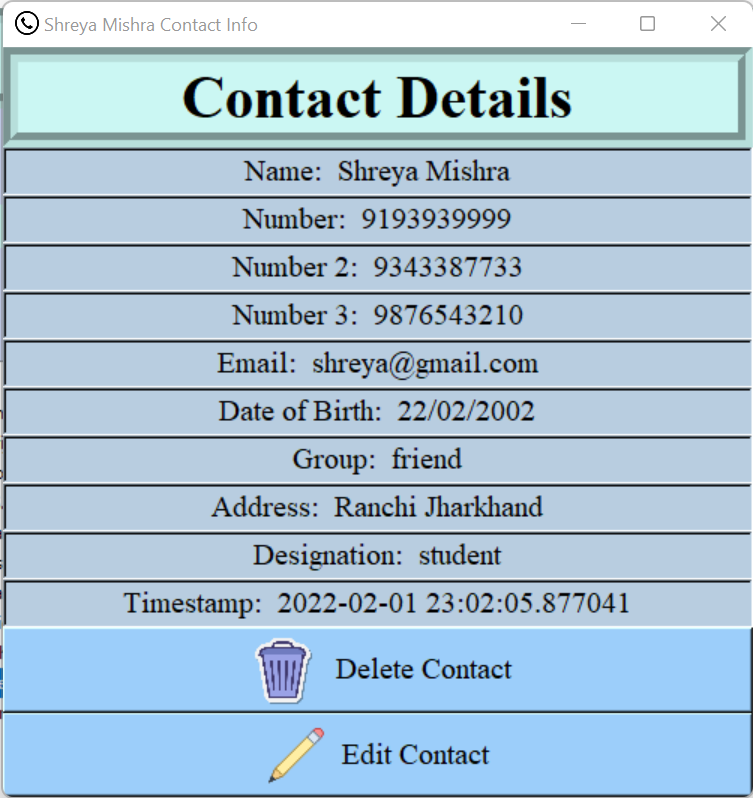 Shreya Mishra Contact Info
Contact Details
Name: Shreya Mishra
Number: 9193939999
Number 2: 9343387733
Number 3: 9876543210
Email: shreya@gmail.com
Date of Birth: 22/02/2002
Group: friend
Address: Ranchi Jharkhand
Designation: student
Timestamp: 2022-02-01 23:02:05.877041
Delete Contact
Edit Contact